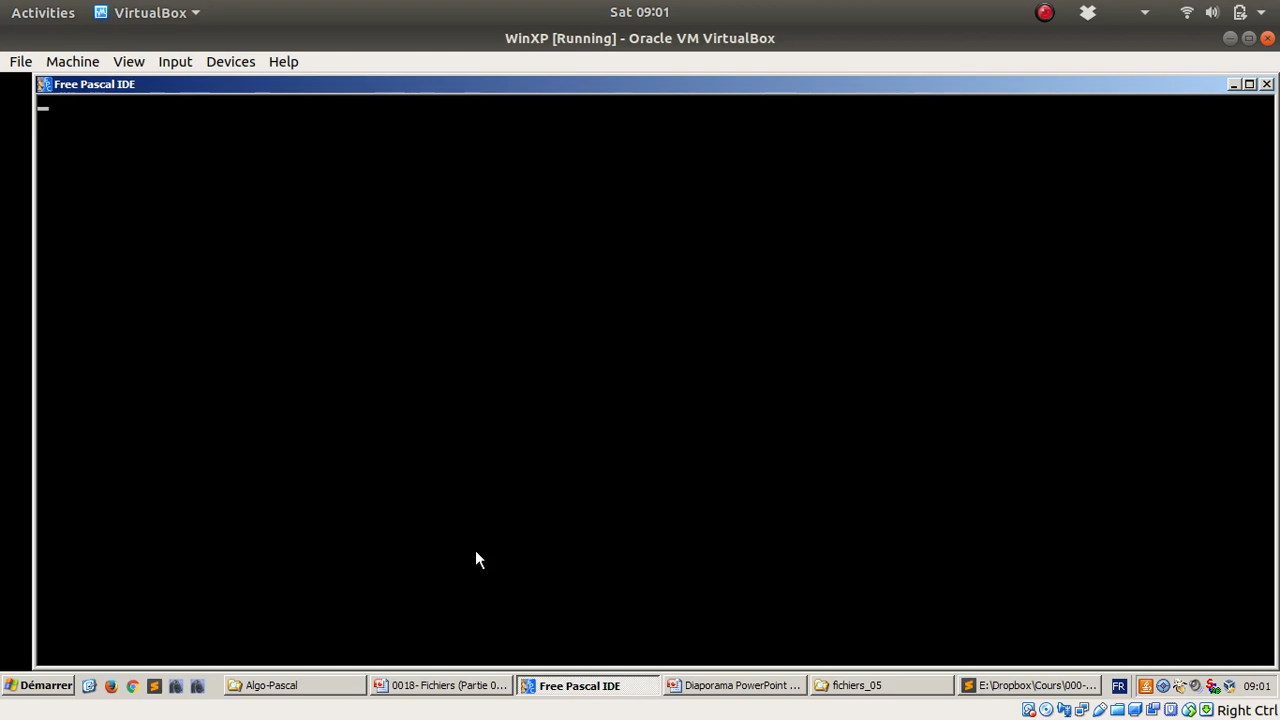 Activities VirtualBox Sat 09:01
WinXP [Running] - Oracle VM VirtualBox
File Machine View Input Devices Help
Free Pascal IDE
Démarrer Algo-Pascal 0018- Fichiers (Partie 0... Free Pascal IDE Diaporama PowerPoint ... fichiers_05 E:\Dropbox\Cours\000-... FR 09:01
Right Ctrl